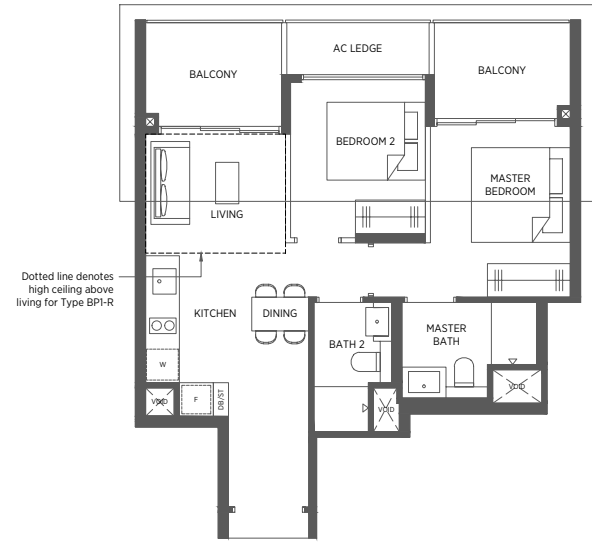 BALCONY
AC LEDGE
BALCONY
BEDROOM 2
MASTER
BEDROOM
LIVING
Dotted line denotes
high ceiling above
living for Type BP1-R
KITCHEN
DINING
BATH 2
MASTER
BATH
W
F
DB/ST
VOID
VOID
VOID